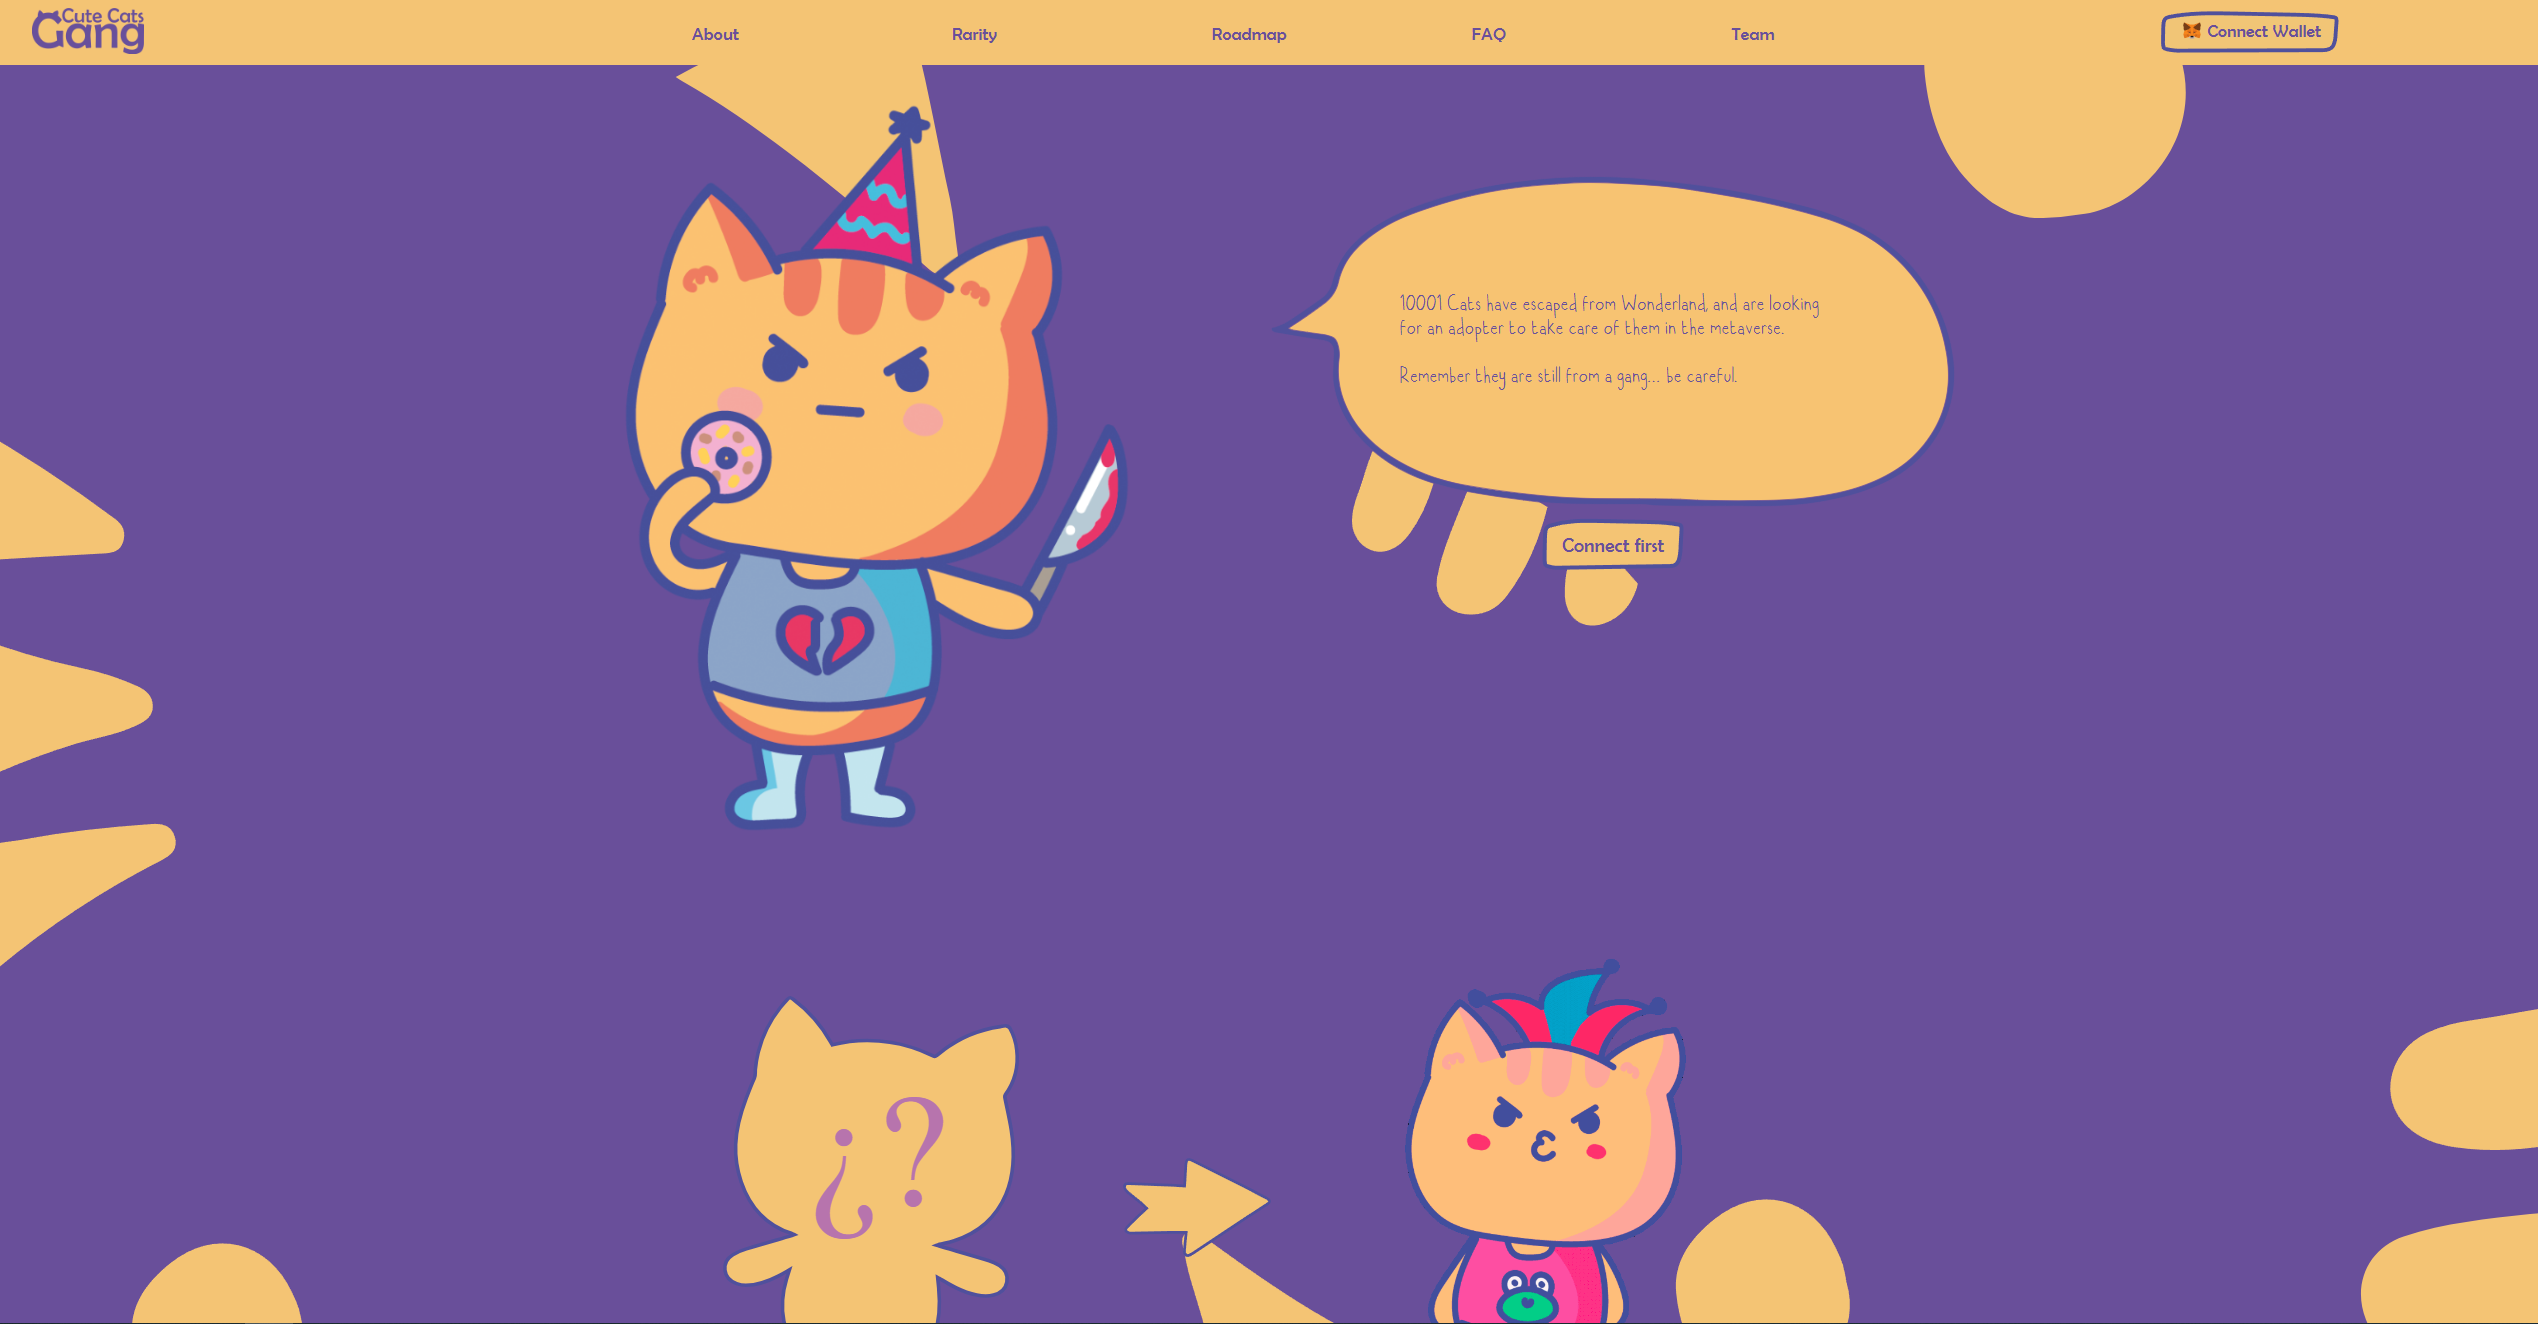 Cute Cats
Gang
About
Rarity
Roadmap
FAQ
Team
Connect Wallet
10001 Cats have escaped from Wonderland, and are looking
for an adopter to take care of them in the metaverse.
Remember they are still from a gang... be careful.
Connect first
¿?